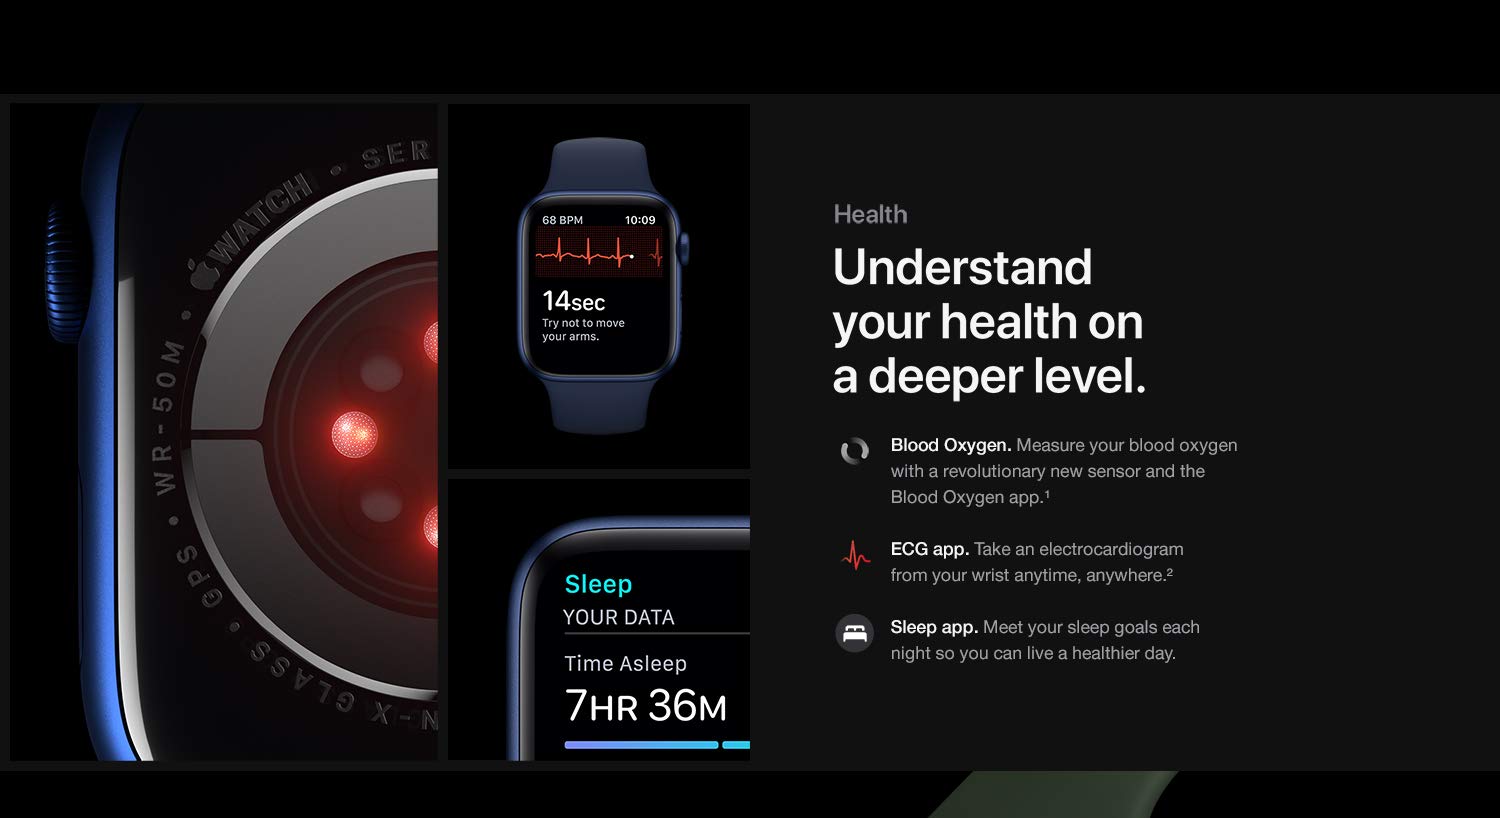 WATCH • SER
WR-50M • 
GPS •
N-X GLASS •
68 BPM 10:09
14SEC
Try not to move
your arms.
Sleep
YOUR DATA
Time Asleep
7HR 36M
Health
Understand
your health on
a deeper level.
Blood Oxygen. Measure your blood oxygen
with a revolutionary new sensor and the
Blood Oxygen app.¹
ECG app. Take an electrocardiogram
from your wrist anytime, anywhere.²
Sleep app. Meet your sleep goals each
night so you can live a healthier day.